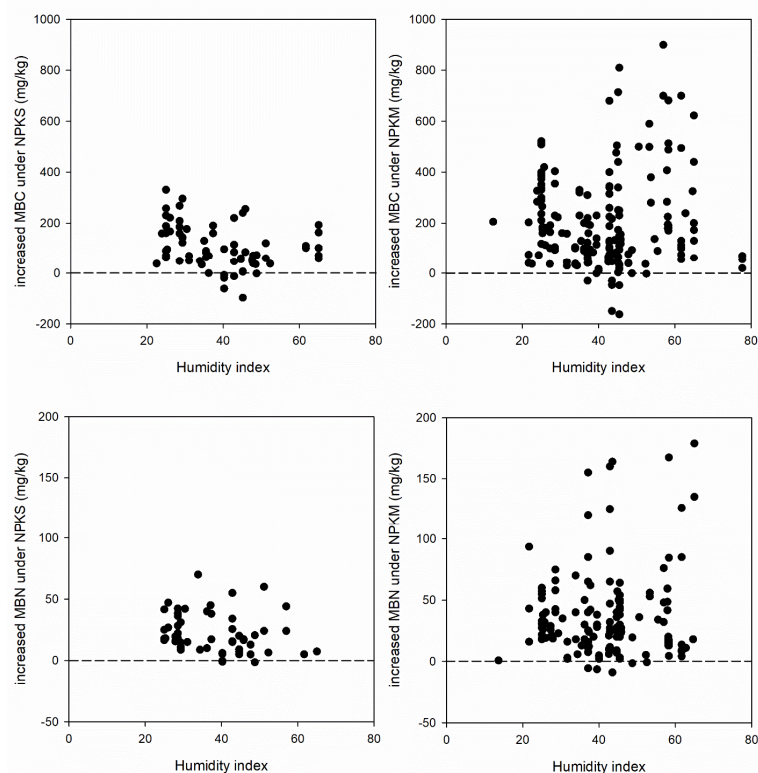 increased MBC under NPKS (mg/kg)
1000
800
600
400
200
0
-200
0 20 40 60 80
Humidity index
increased MBC under NPKM (mg/kg)
1000
800
600
400
200
0
-200
0 20 40 60 80
Humidity index
increased MBN under NPKS (mg/kg)
200
150
100
50
0
-50
0 20 40 60 80
Humidity index
increased MBN under NPKM (mg/kg)
200
150
100
50
0
-50
0 20 40 60 80
Humidity index